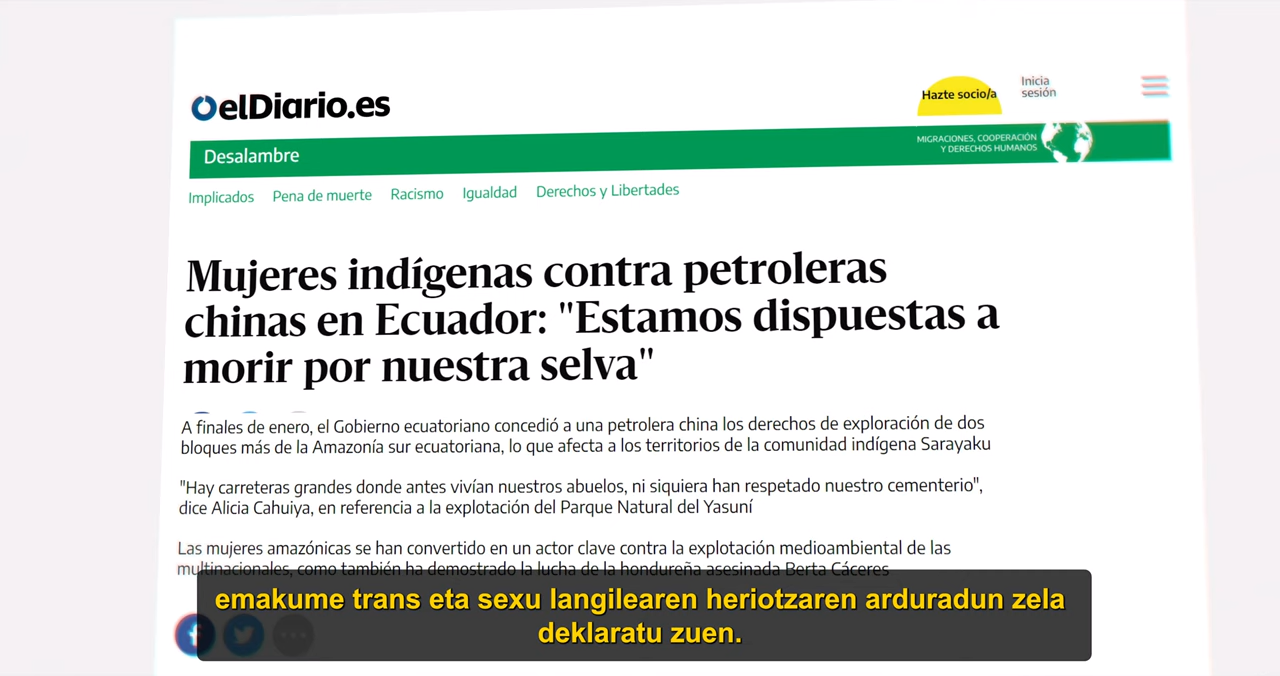 elDiario.es
Hazte socio/a
Inicia
sesión
Desalambre
MIGRACIONES, COOPERACIÓN
Y DERECHOS HUMANOS
Implicados Pena de muerte Racismo Igualdad Derechos y Libertades
Mujeres indígenas contra petroleras
chinas en Ecuador: "Estamos dispuestas a
morir por nuestra selva"
A finales de enero, el Gobierno ecuatoriano concedió a una petrolera china los derechos de exploración de dos
bloques más de la Amazonía sur ecuatoriana, lo que afecta a los territorios de la comunidad indígena Sarayaku
"Hay carreteras grandes donde antes vivían nuestros abuelos, ni siquiera han respetado nuestro cementerio",
dice Alicia Cahuiya, en referencia a la explotación del Parque Natural del Yasuní
Las mujeres amazónicas se han convertido en un actor clave contra la explotación medioambiental de las
multinacionales, como también ha demostrado la lucha de la hondureña asesinada Berta Cáceres
emakume trans eta sexu langilearen heriotzaren arduradun zela
deklaratu zuen.